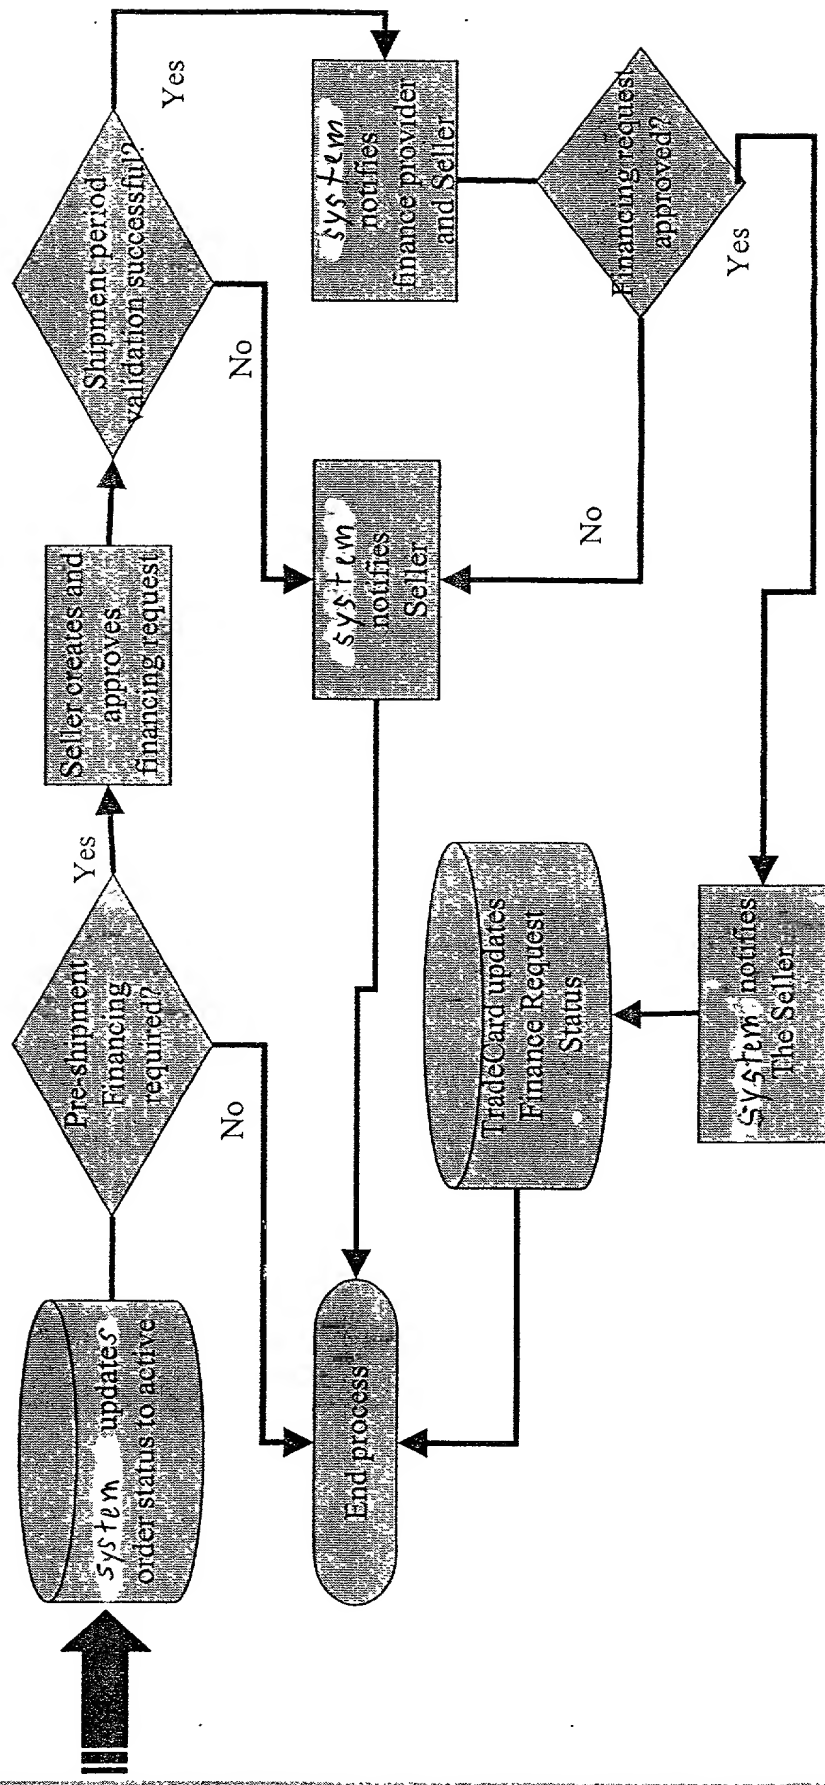 system updates
order status to active
Pre-shipment
Financing
required?
Yes
No
Seller creates and
approves
financing request
Shipment period
validation successful?
Yes
No
system
notifies
finance provider
and Seller
Financing request
approved?
Yes
No
system
notifies
Seller
system notifies
The Seller
TradeCard updates
Finance Request
Status
End process